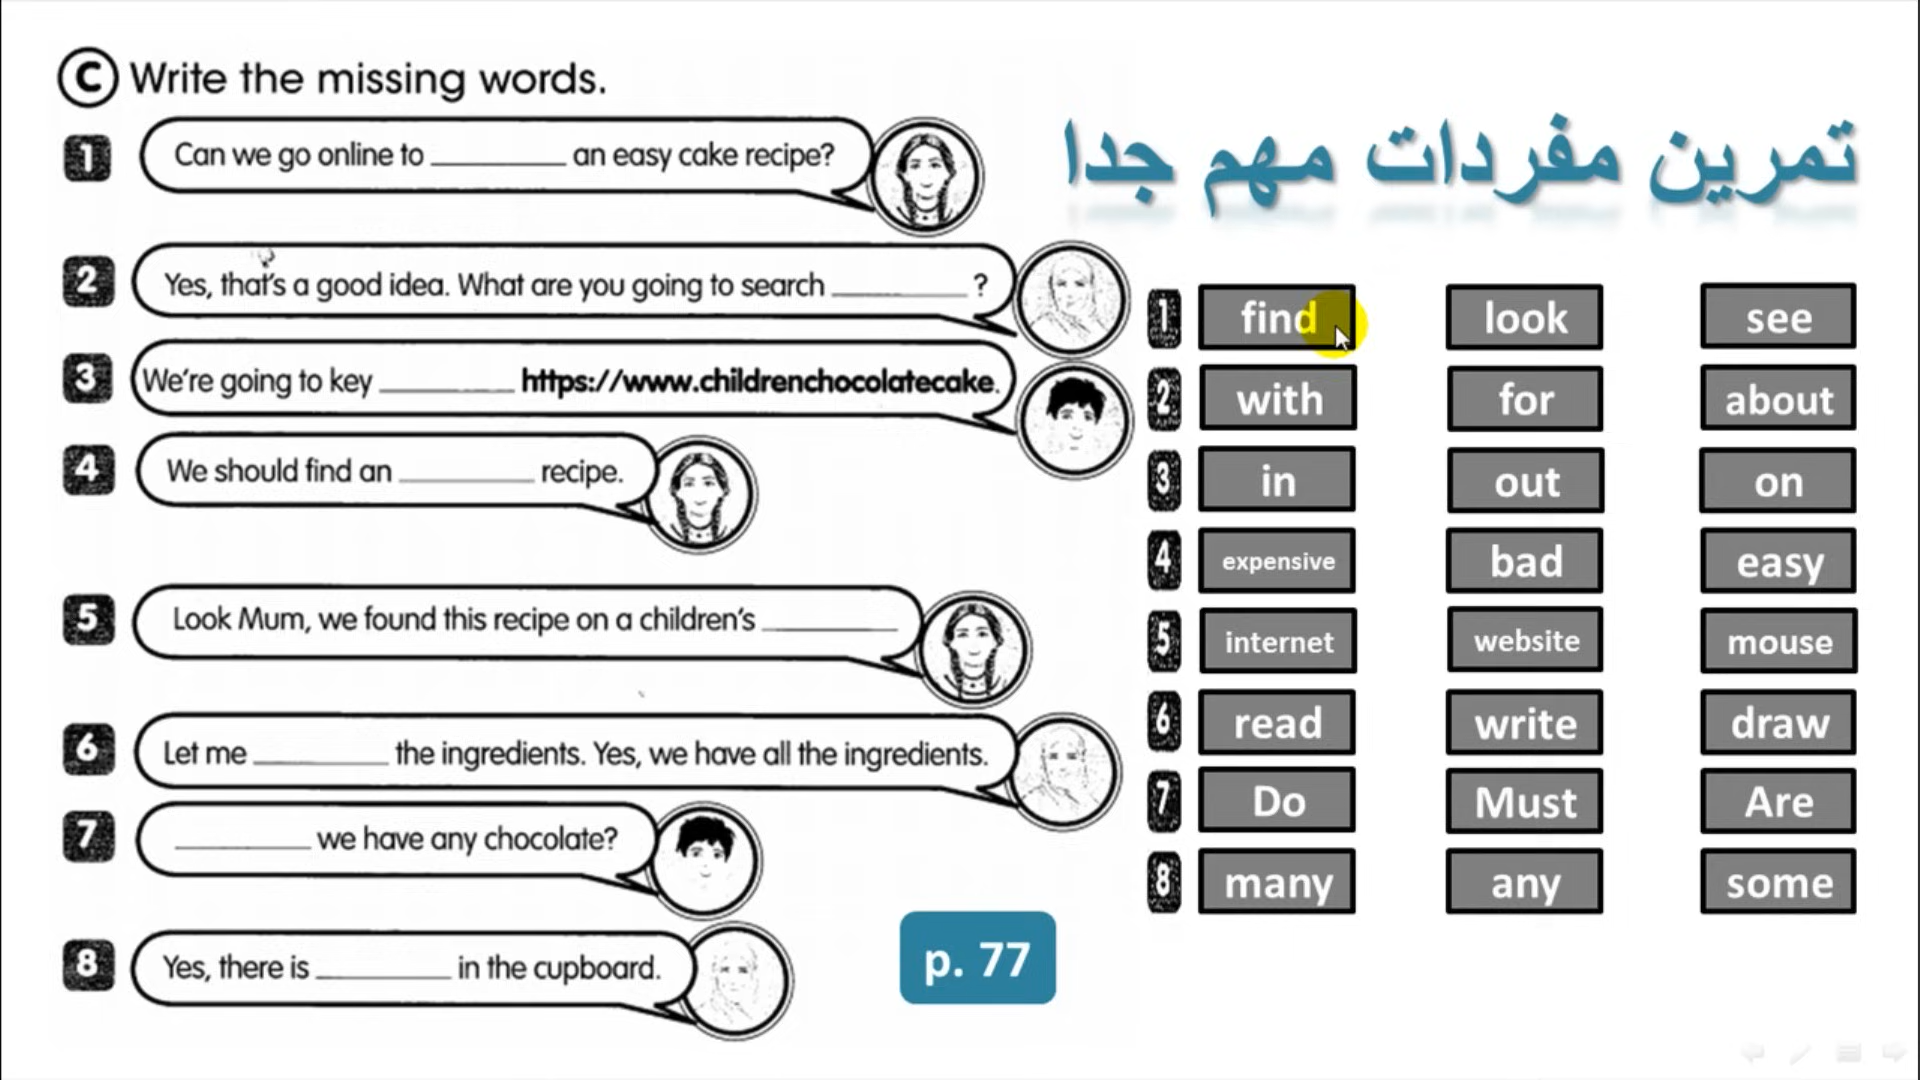 C Write the missing words.
تمرين مفردات مهم جدا
1 Can we go online to __________ an easy cake recipe?
2 Yes, that's a good idea. What are you going to search __________ ?
3 We're going to key __________ https://www.childrenchocolatecake.
4 We should find an __________ recipe.
5 Look Mum, we found this recipe on a children's __________
6 Let me __________ the ingredients. Yes, we have all the ingredients.
7 __________ we have any chocolate?
8 Yes, there is __________ in the cupboard.
p. 77
1 find look see
2 with for about
3 in out on
4 expensive bad easy
5 internet website mouse
6 read write draw
7 Do Must Are
8 many any some